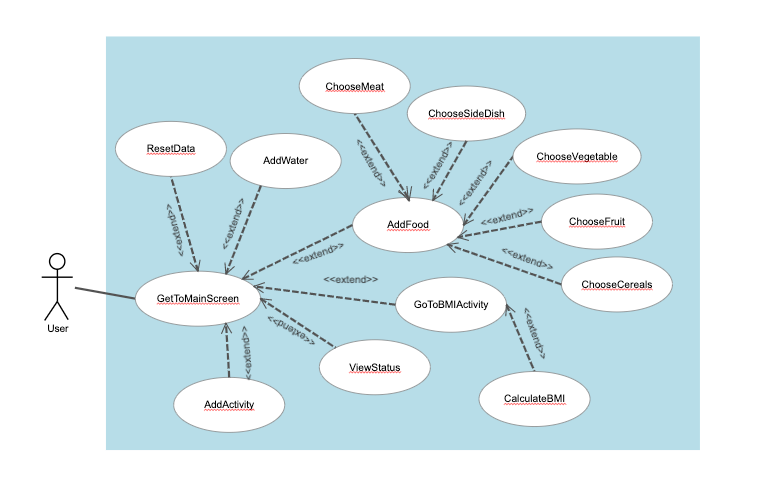 ChooseMeat
ChooseSideDish
<<extend>>
<<extend>>
ResetData
AddWater
ChooseVegetable
<<extend>>
<<extend>>
<<extend>>
<<extend>>
ChooseFruit
AddFood
<<extend>>
<<extend>>
ChooseCereals
<<extend>>
GetToMainScreen
GoToBMIActivity
User
<<extend>>
<<extend>>
<<extend>>
ViewStatus
AddActivity
CalculateBMI